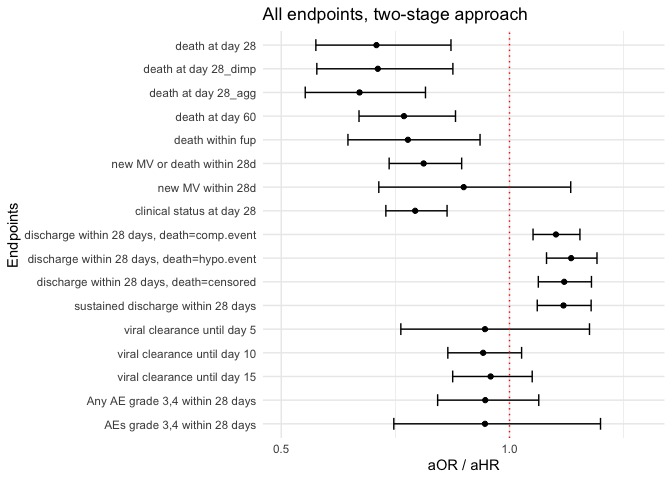 All endpoints, two-stage approach
death at day 28
death at day 28_dimp
death at day 28_agg
death at day 60
death within fup
new MV or death within 28d
new MV within 28d
clinical status at day 28
discharge within 28 days, death=comp.event
discharge within 28 days, death=hypo.event
discharge within 28 days, death=censored
sustained discharge within 28 days
viral clearance until day 5
viral clearance until day 10
viral clearance until day 15
Any AE grade 3,4 within 28 days
AEs grade 3,4 within 28 days
Endpoints
0.5 1.0
aOR / aHR